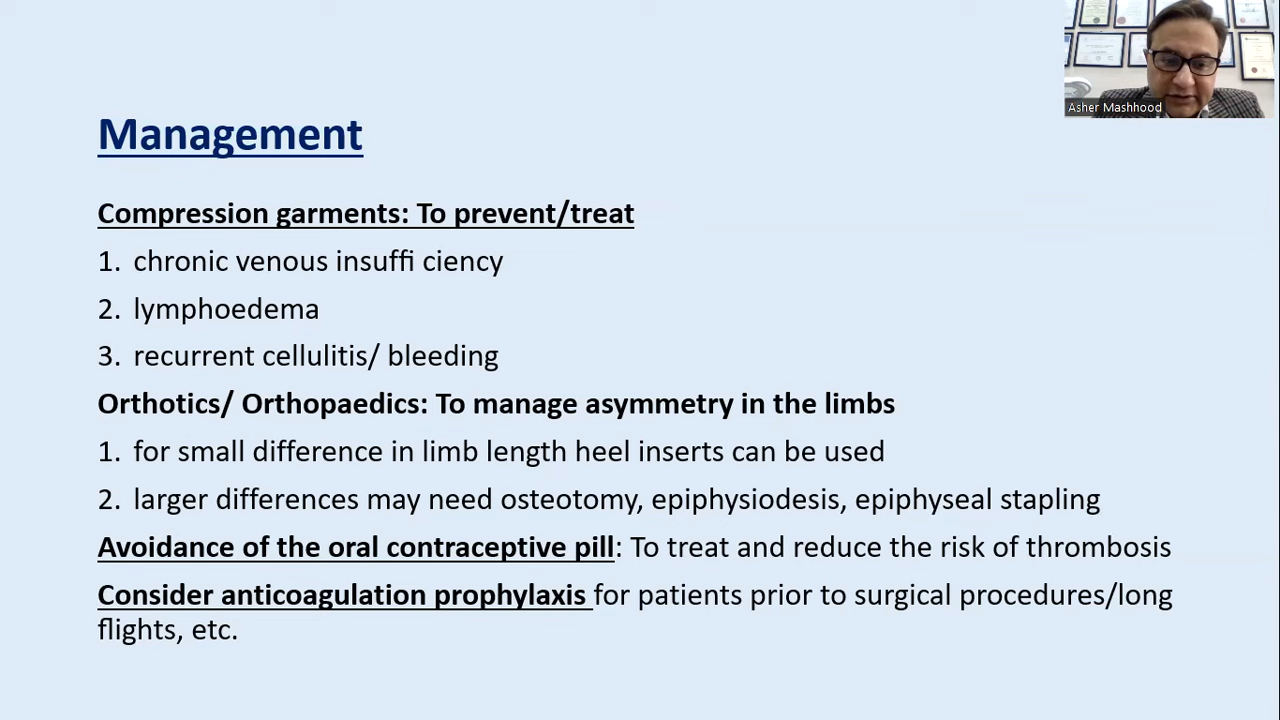 Asher Mashhood
Management
Compression garments: To prevent/treat
1. chronic venous insuffi ciency
2. lymphoedema
3. recurrent cellulitis/ bleeding
Orthotics/ Orthopaedics: To manage asymmetry in the limbs
1. for small difference in limb length heel inserts can be used
2. larger differences may need osteotomy, epiphysiodesis, epiphyseal stapling
Avoidance of the oral contraceptive pill: To treat and reduce the risk of thrombosis
Consider anticoagulation prophylaxis for patients prior to surgical procedures/long
flights, etc.